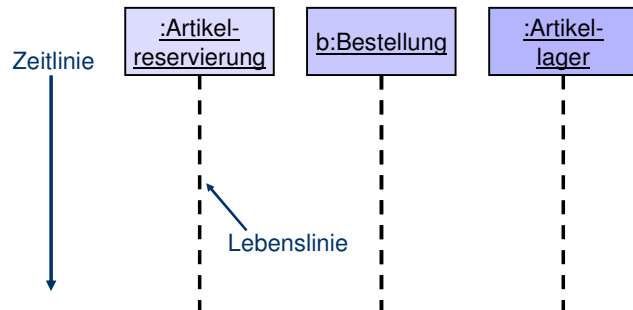 Zeitlinie
:Artikel-
reservierung
b:Bestellung
:Artikel-
lager
Lebenslinie